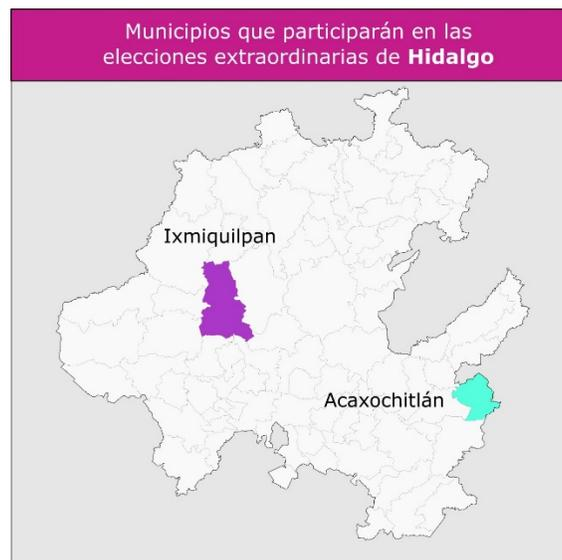 Municipios que participarán en las
elecciones extraordinarias de Hidalgo
Ixmiquilpan
Acaxochitlán